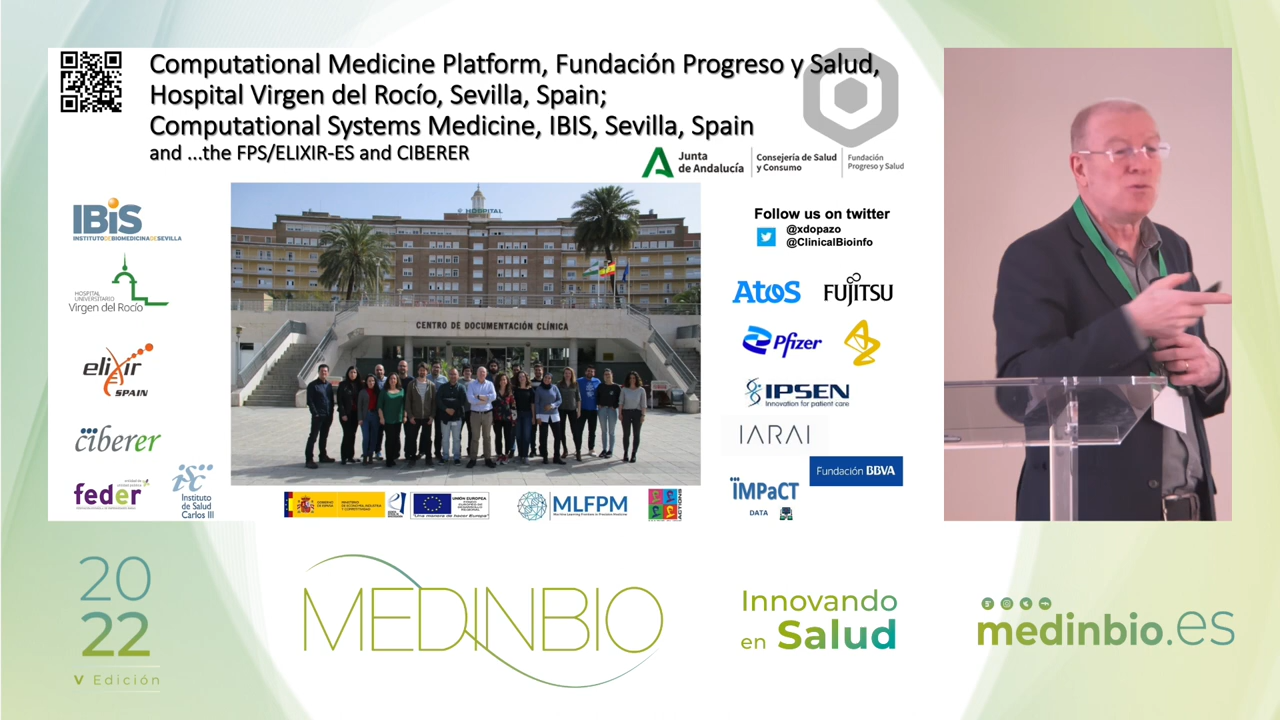 Computational Medicine Platform, Fundación Progreso y Salud,
Hospital Virgen del Rocío, Sevilla, Spain;
Computational Systems Medicine, IBIS, Sevilla, Spain
and ...the FPS/ELIXIR-ES and CIBERER
Junta
de Andalucía
Consejería de Salud
y Consumo
Fundación
Progreso y Salud
IBiS
INSTITUTO DE BIOMEDICINA DE SEVILLA
HOSPITAL
UNIVERSITARIO
Virgen del Rocío
elixir
SPAIN
ciberer
feder
isc
Instituto
de Salud
Carlos III
HOSPITAL
CENTRO DE DOCUMENTACIÓN CLÍNICA
Follow us on twitter
@xdopazo
@ClinicalBioinfo
Atos
FUJITSU
Pfizer
IPSEN
Innovation for patient care
IARAI
Fundación BBVA
iMPaCT
DATA
UNIÓN EUROPEA
"Una manera de hacer Europa"
MLFPM
20
22
V Edición
MEDINBIO
Innovando
en Salud
medinbio.es